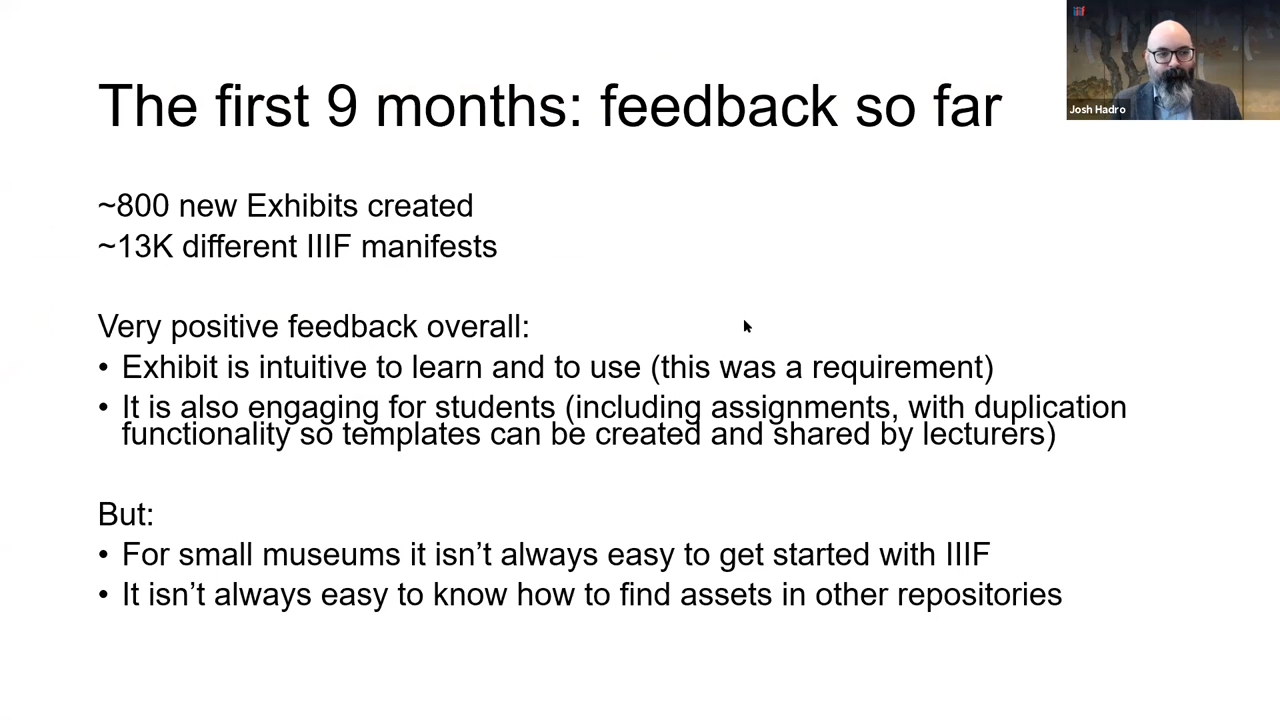 The first 9 months: feedback so far
Josh Hadro
~800 new Exhibits created
~13K different IIIF manifests
Very positive feedback overall:
• Exhibit is intuitive to learn and to use (this was a requirement)
• It is also engaging for students (including assignments, with duplication
functionality so templates can be created and shared by lecturers)
But:
• For small museums it isn’t always easy to get started with IIIF
• It isn’t always easy to know how to find assets in other repositories